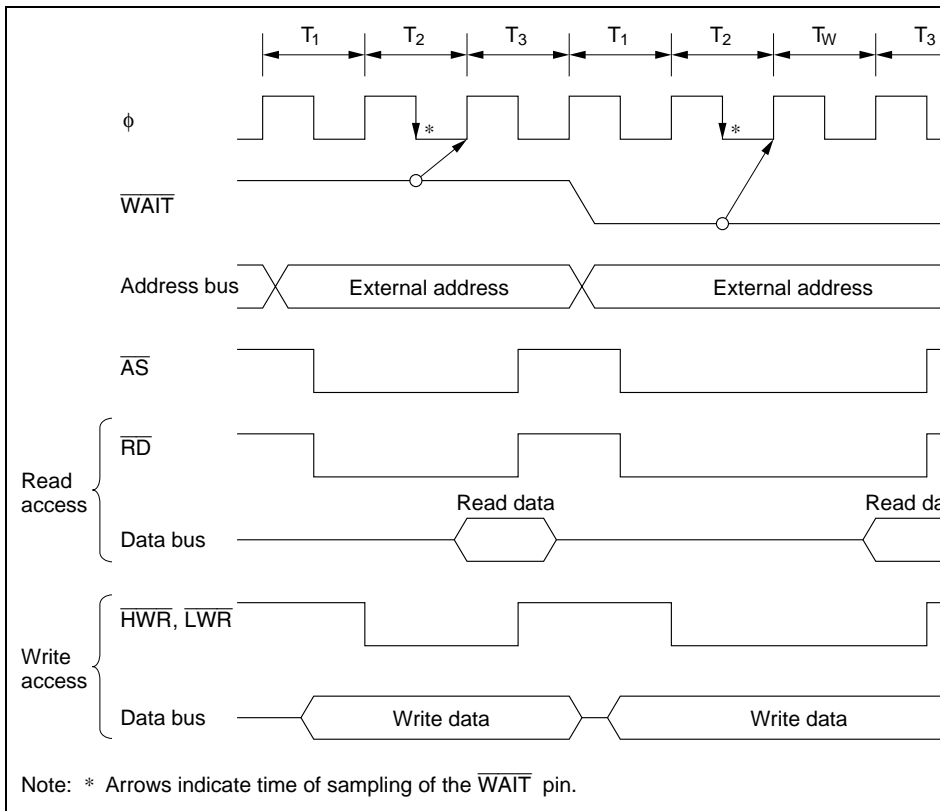 T1 T2 T3 T1 T2 TW T3
ϕ
*
*
WAIT
Address bus
External address
External address
AS
Read access
RD
Read data
Read da
Data bus
HWR, LWR
Write access
Data bus
Write data
Write data
Note: * Arrows indicate time of sampling of the WAIT pin.